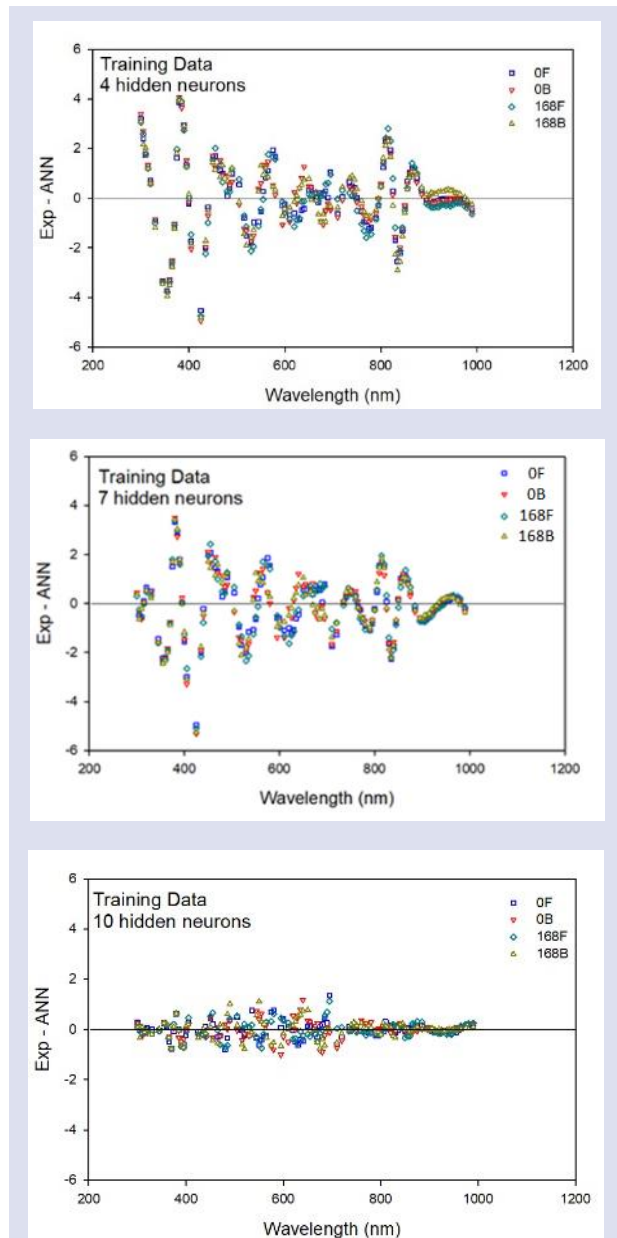 6
Training Data
4 hidden neurons
0F
0B
168F
168B
4
2
0
-2
-4
-6
Exp - ANN
200 400 600 800 1000 1200
Wavelength (nm)
6
Training Data
7 hidden neurons
0F
0B
168F
168B
4
2
0
-2
-4
-6
Exp - ANN
200 400 600 800 1000 1200
Wavelength (nm)
6
Training Data
10 hidden neurons
0F
0B
168F
168B
4
2
0
-2
-4
-6
Exp - ANN
200 400 600 800 1000 1200
Wavelength (nm)